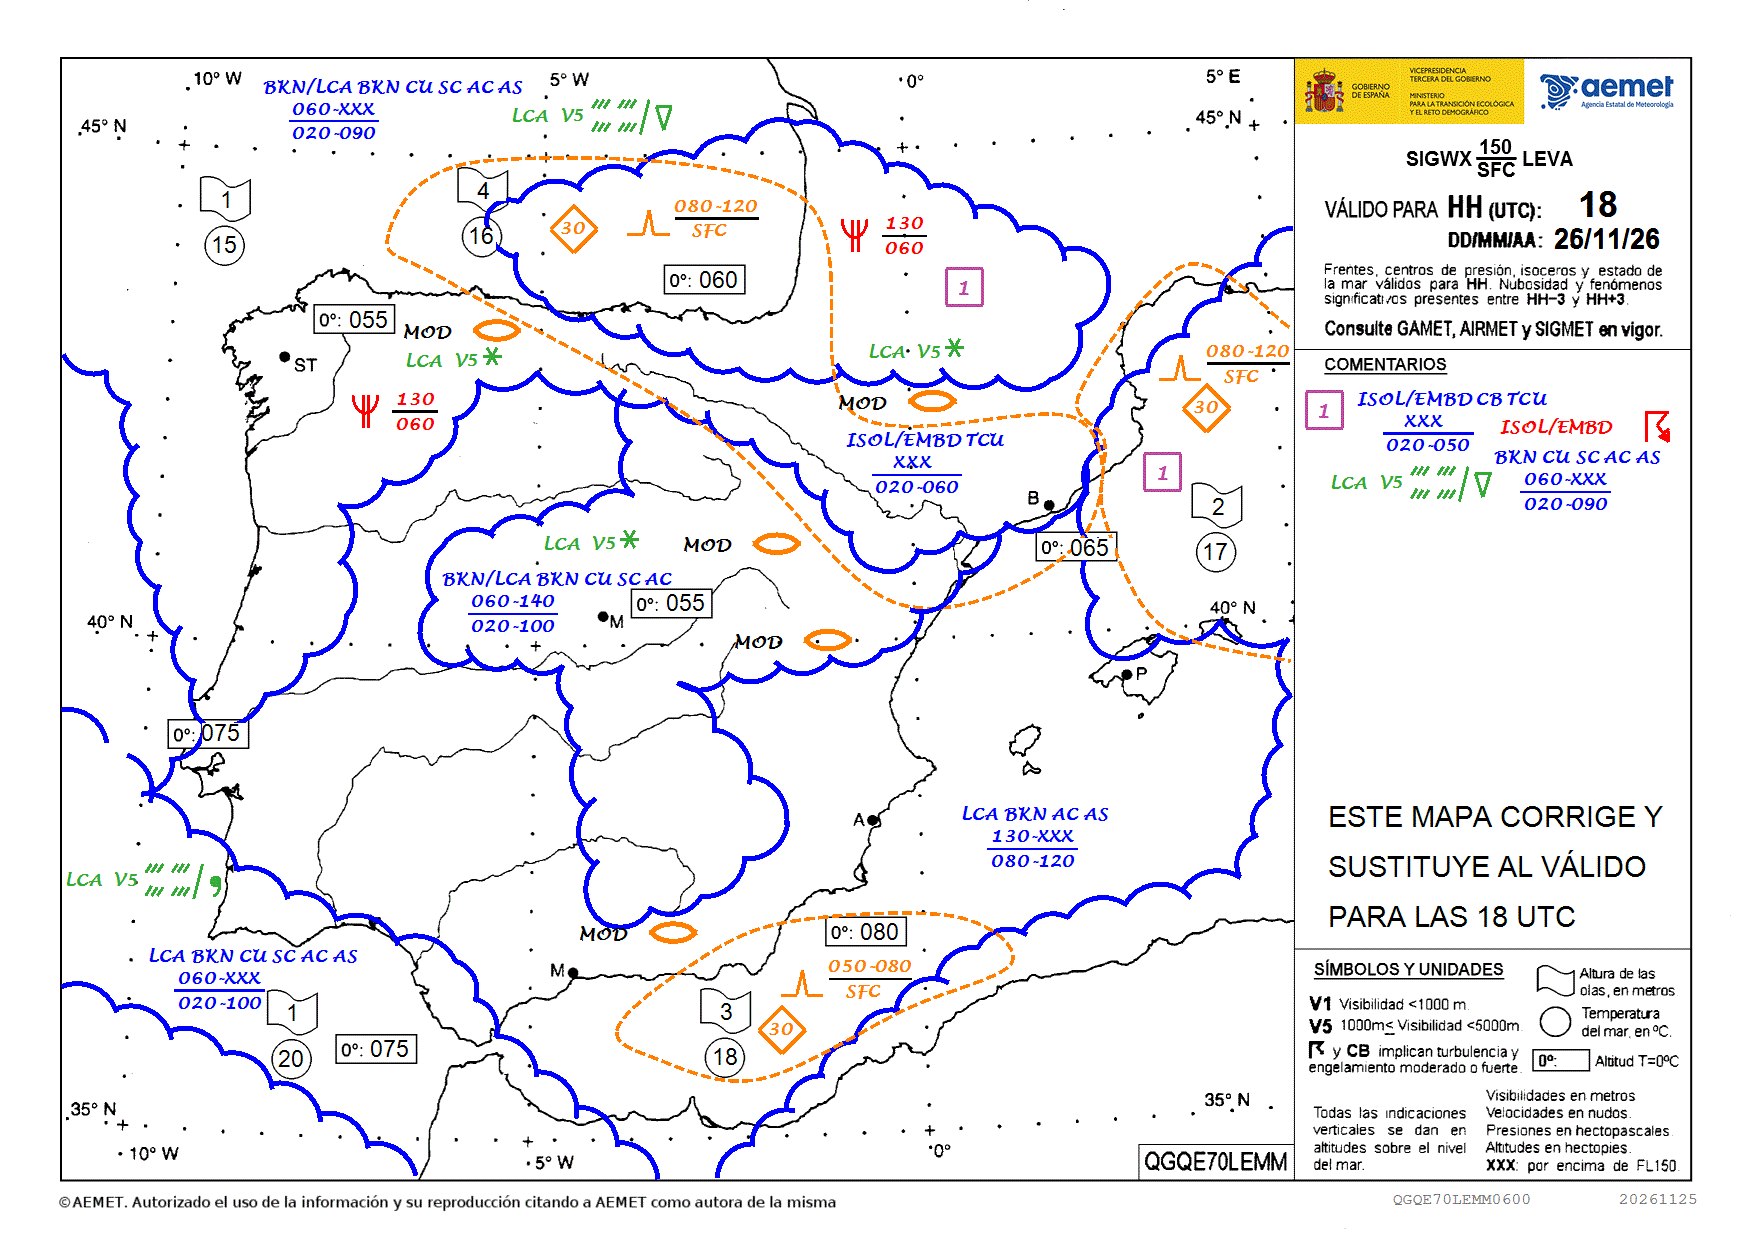 10° W
5° W
0°
5° E
45° N
45° N
BKN/LCA BKN CU SC AC AS
060-XXX
020-090
LCA V5
1
15
4
16
30
080-120
SFC
130
060
0°: 060
1
0°: 055
MOD
LCA V5
ST
LCA V5
080-120
SFC
130
060
MOD
30
ISOL/EMBD TCU
XXX
020-060
1
B
2
LCA V5
MOD
0°: 065
17
BKN/LCA BKN CU SC AC
060-140
020-100
0°: 055
M
40° N
40° N
MOD
P
0°: 075
LCA BKN AC AS
130-XXX
080-120
A
LCA V5
MOD
0°: 080
LCA BKN CU SC AC AS
060-XXX
020-100
M
050-080
SFC
1
3
30
20
0°: 075
18
35° N
35° N
10° W
5° W
0°
QGQE70LEMM
GOBIERNO
DE ESPAÑA
VICEPRESIDENCIA
TERCERA DEL GOBIERNO
MINISTERIO
PARA LA TRANSICIÓN ECOLÓGICA
Y EL RETO DEMOGRÁFICO
aemet
Agencia Estatal de Meteorología
SIGWX 150 LEVA
SFC
VÁLIDO PARA HH (UTC): 18
DD/MM/AA: 26/11/26
Frentes, centros de presión, isoceros y estado de
la mar válidos para HH. Nubosidad y fenómenos
significativos presentes entre HH-3 y HH+3.
Consulte GAMET, AIRMET y SIGMET en vigor.
COMENTARIOS
1
ISOL/EMBD CB TCU
XXX
020-050
ISOL/EMBD
BKN CU SC AC AS
LCA V5
060-XXX
020-090
ESTE MAPA CORRIGE Y
SUSTITUYE AL VÁLIDO
PARA LAS 18 UTC
SÍMBOLOS Y UNIDADES
V1 Visibilidad <1000 m.
V5 1000m≤ Visibilidad <5000m.
y CB implican turbulencia y
engelamiento moderado o fuerte.
Altura de las
olas, en metros
Temperatura
del mar, en ºC.
0º: Altitud T=0ºC
Todas las indicaciones
verticales se dan en
altitudes sobre el nivel
del mar.
Visibilidades en metros
Velocidades en nudos.
Presiones en hectopascales.
Altitudes en hectopies.
XXX: por encima de FL150.
©AEMET. Autorizado el uso de la información y su reproducción citando a AEMET como autora de la misma
QGQE70LEMM0600 20261125